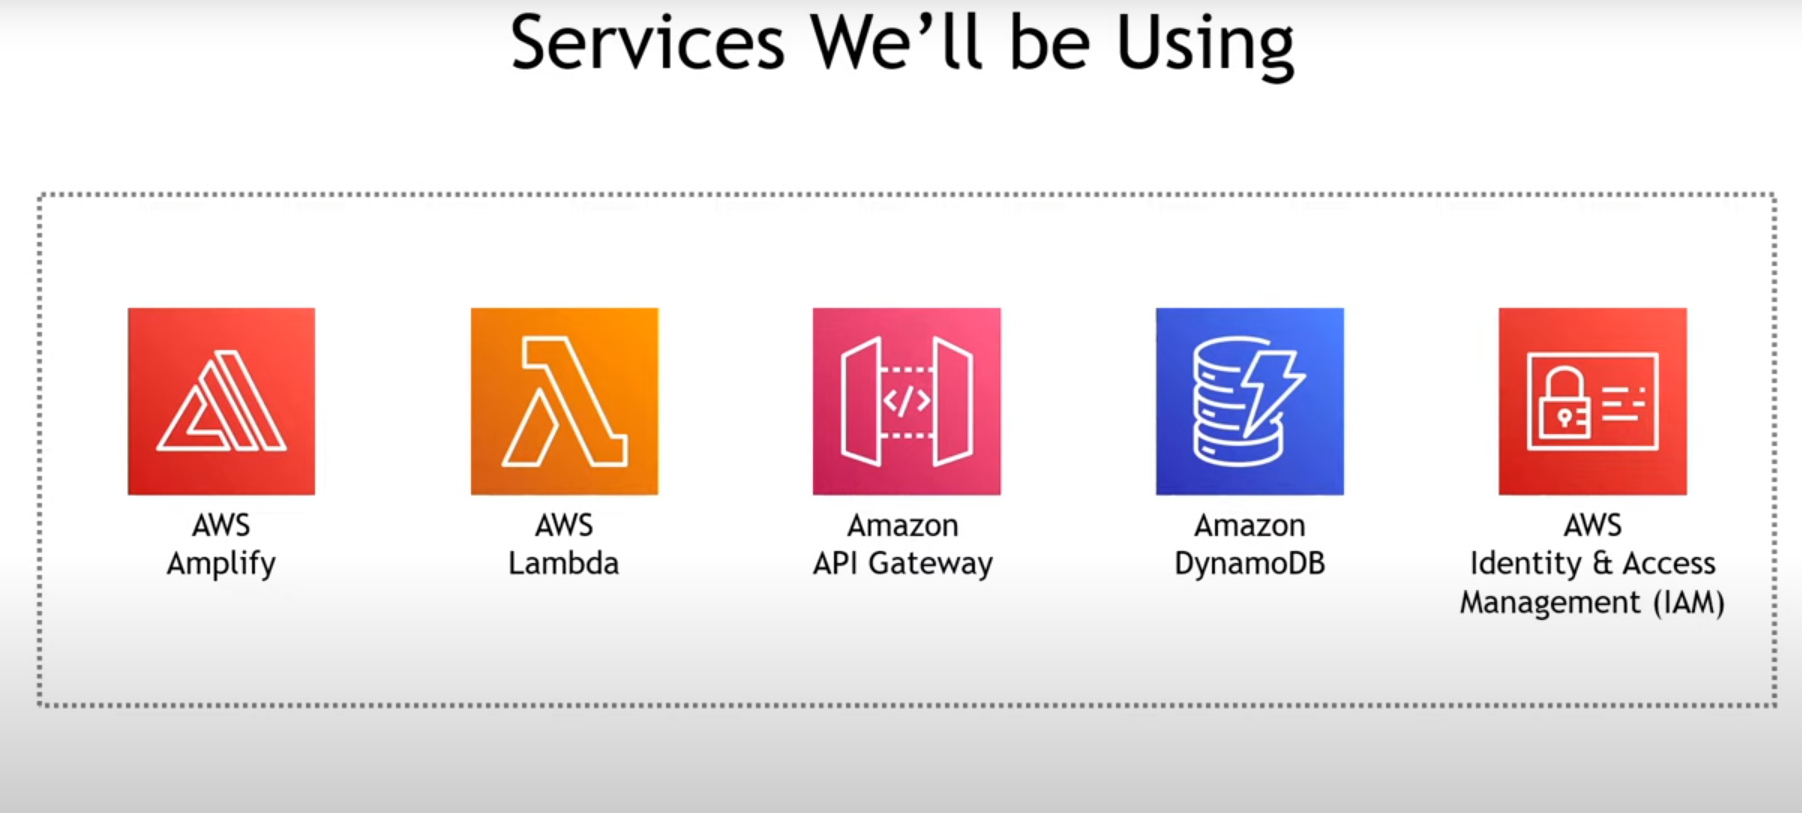 Services We’ll be Using
</>
AWS
Amplify
AWS
Lambda
Amazon
API Gateway
Amazon
DynamoDB
AWS
Identity & Access
Management (IAM)